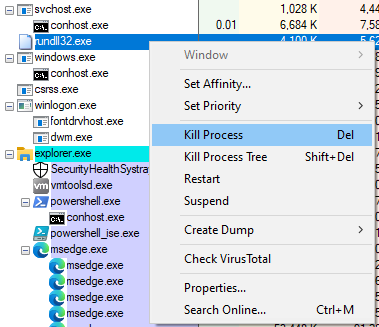 svchost.exe 1,028 K 4,44
conhost.exe 0.01 6,684 K 7,58
rundll32.exe 4,100 K 5,62
windows.exe
conhost.exe
csrss.exe
winlogon.exe
fontdrvhost.exe
dwm.exe
explorer.exe
SecurityHealthSystray
vmtoolsd.exe
powershell.exe
conhost.exe
powershell_ise.exe
msedge.exe
msedge.exe
msedge.exe
msedge.exe
msedge.exe
Window
Set Affinity...
Set Priority
Kill Process Del
Kill Process Tree Shift+Del
Restart
Suspend
Create Dump
Check VirusTotal
Properties...
Search Online... Ctrl+M